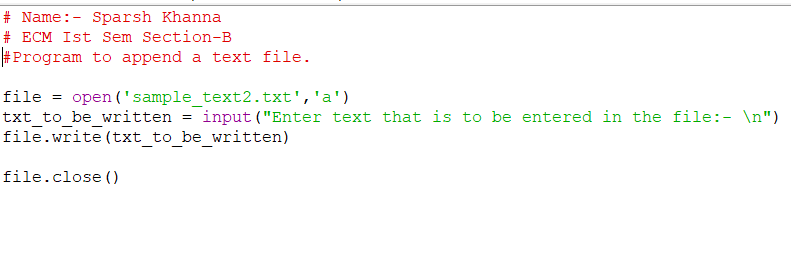 # Name:- Sparsh Khanna
# ECM Ist Sem Section-B
#Program to append a text file.
file = open('sample_text2.txt','a')
txt_to_be_written = input("Enter text that is to be entered in the file:- \n")
file.write(txt_to_be_written)
file.close()